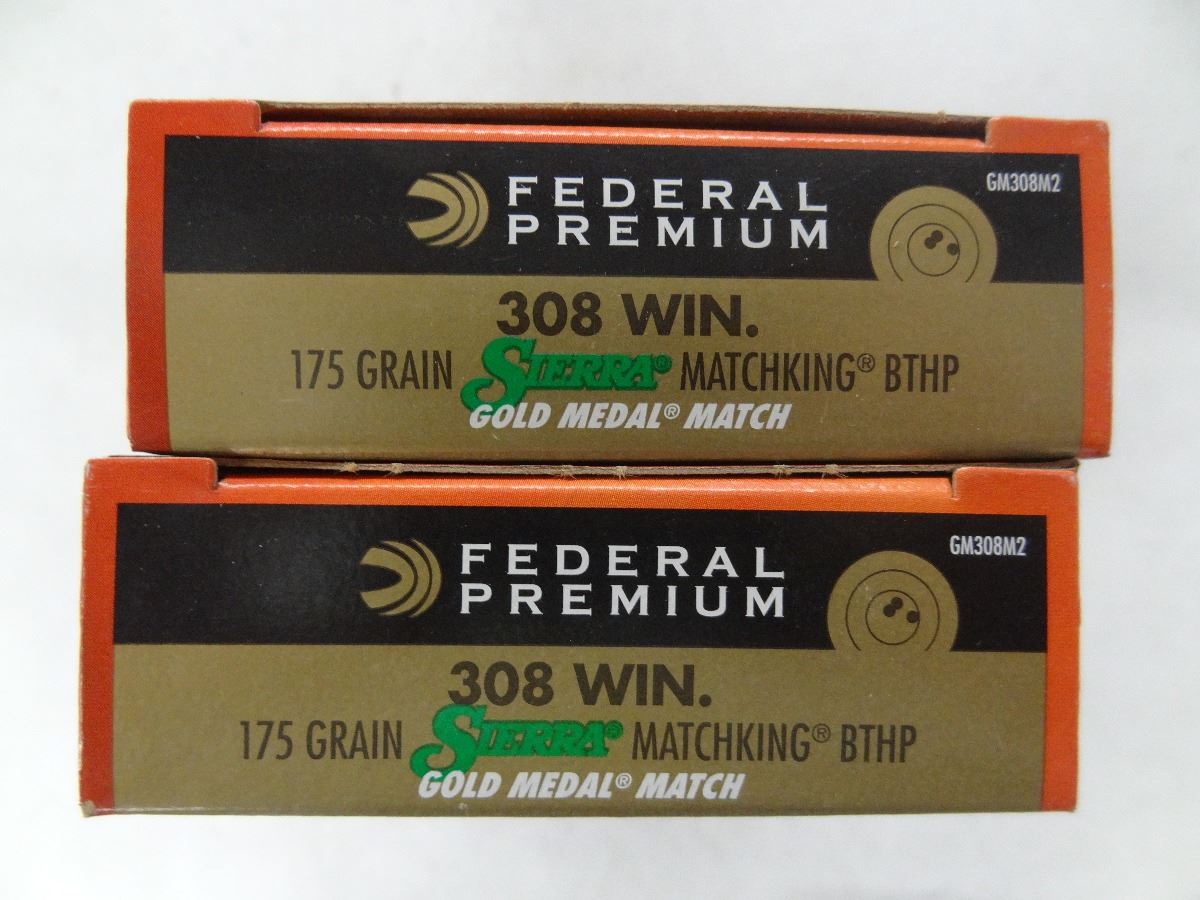 GM308M2
FEDERAL
PREMIUM
308 WIN.
175 GRAIN SIERRA® MATCHKING® BTHP
GOLD MEDAL® MATCH
GM308M2
FEDERAL
PREMIUM
308 WIN.
175 GRAIN SIERRA® MATCHKING® BTHP
GOLD MEDAL® MATCH